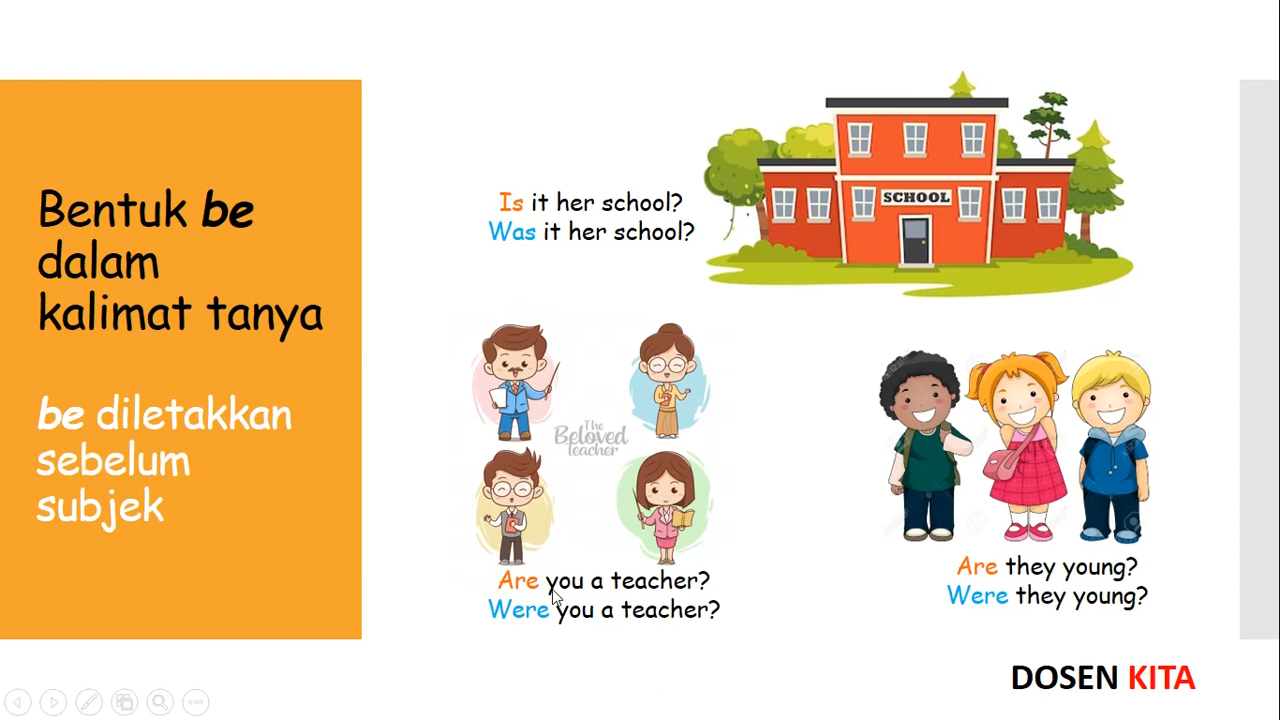 Bentuk be
dalam
kalimat tanya
be diletakkan
sebelum
subjek
Is it her school?
Was it her school?
SCHOOL
The
Beloved
teacher
Are you a teacher?
Were you a teacher?
Are they young?
Were they young?
DOSEN KITA